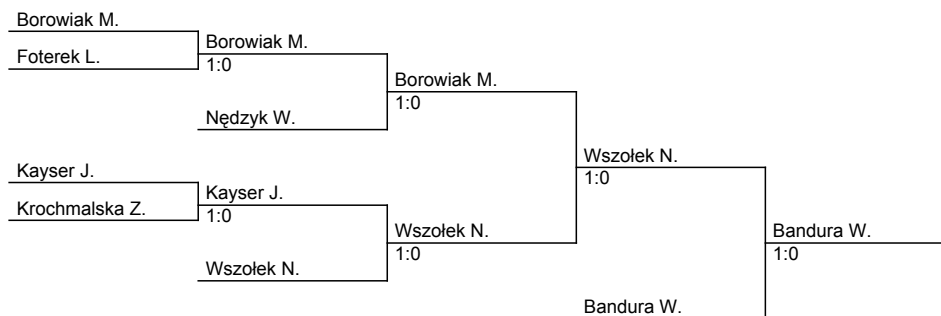 Borowiak M.
Foterek L.
Borowiak M.
1:0
Nędzyk W.
Borowiak M.
1:0
Kayser J.
Krochmalska Z.
Kayser J.
1:0
Wszołek N.
Wszołek N.
1:0
Wszołek N.
1:0
Bandura W.
Bandura W.
1:0